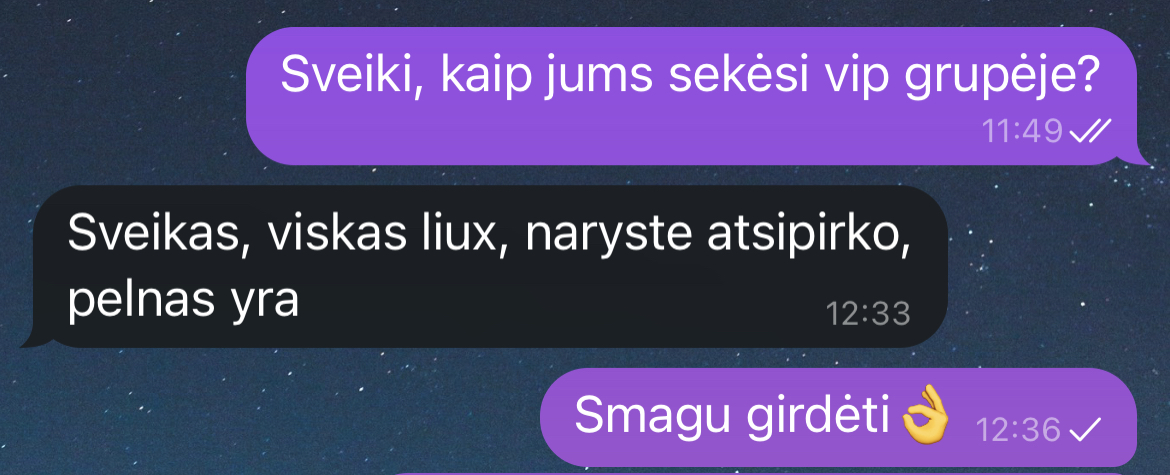 Sveiki, kaip jums sekėsi vip grupėje?
11:49
Sveikas, viskas liux, naryste atsipirko,
pelnas yra
12:33
Smagu girdėti👌
12:36